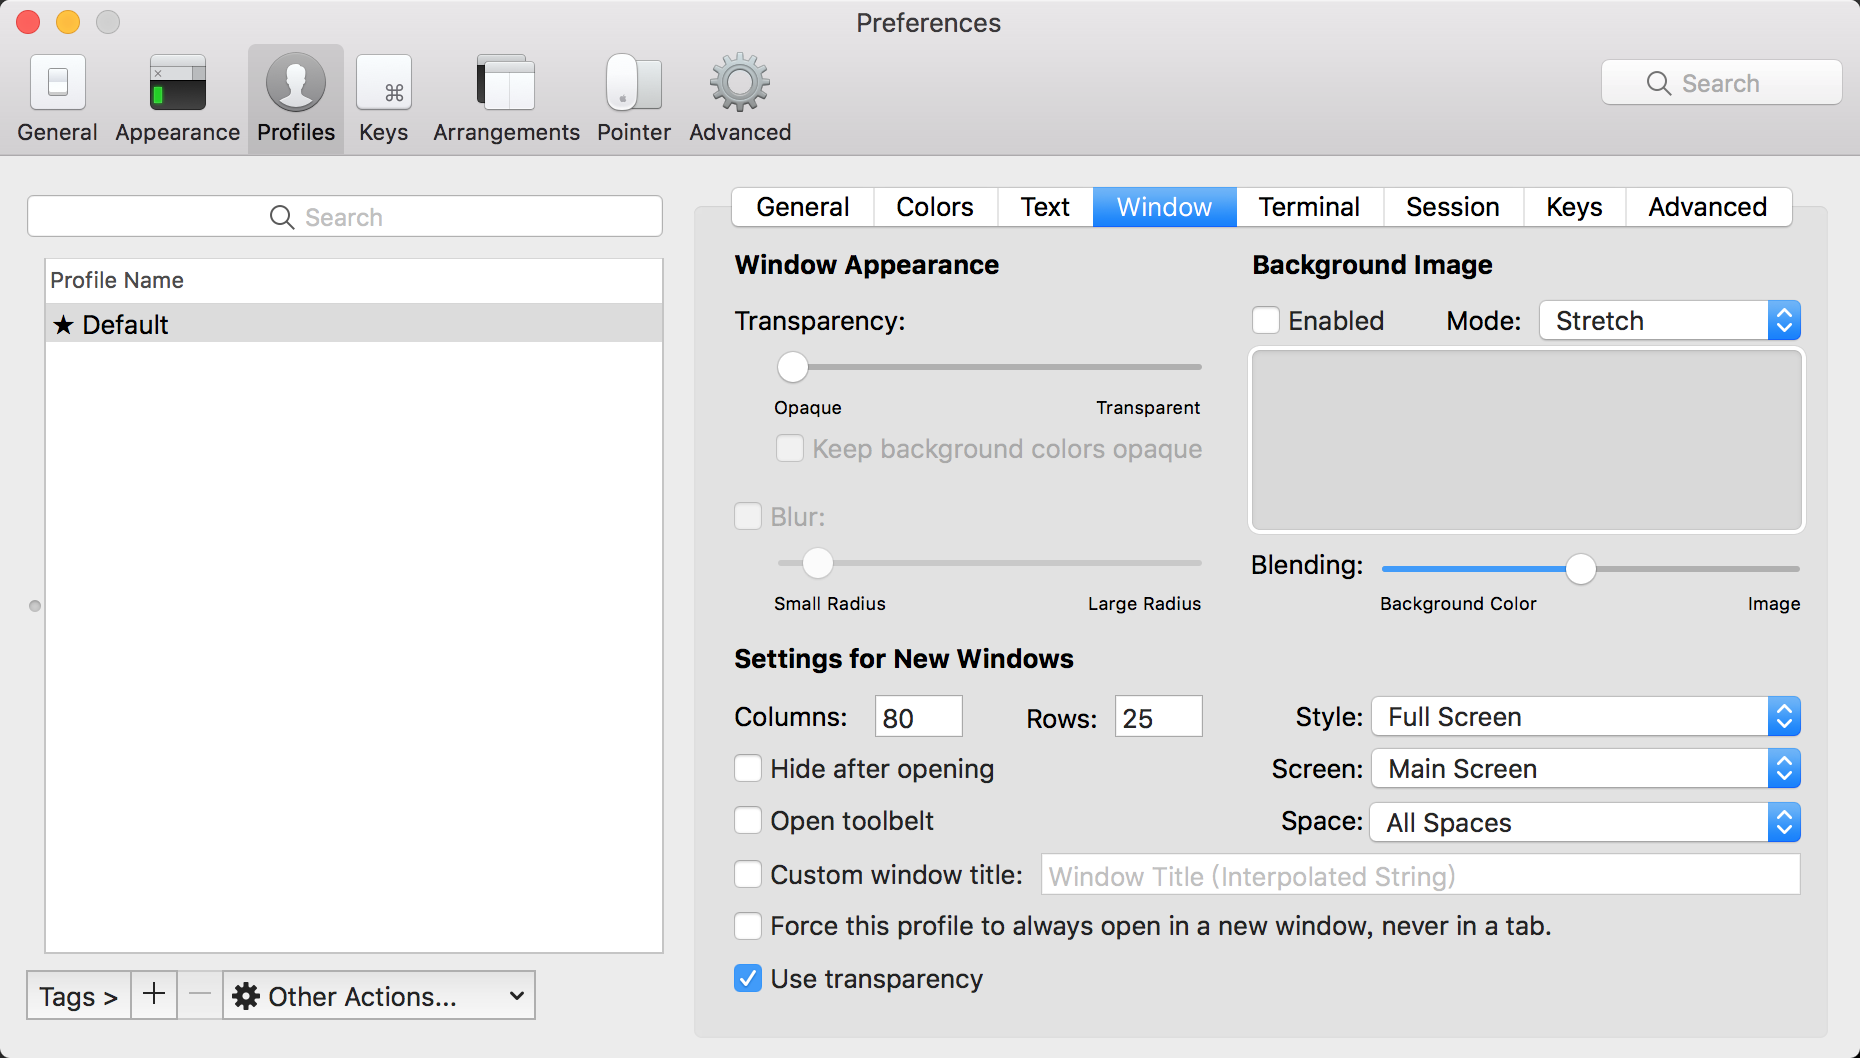 Preferences
General Appearance Profiles Keys Arrangements Pointer Advanced
Search
Search
Profile Name
★ Default
Tags > + − Other Actions...
General Colors Text Window Terminal Session Keys Advanced
Window Appearance
Transparency:
Opaque Transparent
Keep background colors opaque
Blur:
Small Radius Large Radius
Background Image
Enabled Mode: Stretch
Blending:
Background Color Image
Settings for New Windows
Columns: 80 Rows: 25 Style: Full Screen
Hide after opening Screen: Main Screen
Open toolbelt Space: All Spaces
Custom window title: Window Title (Interpolated String)
Force this profile to always open in a new window, never in a tab.
Use transparency